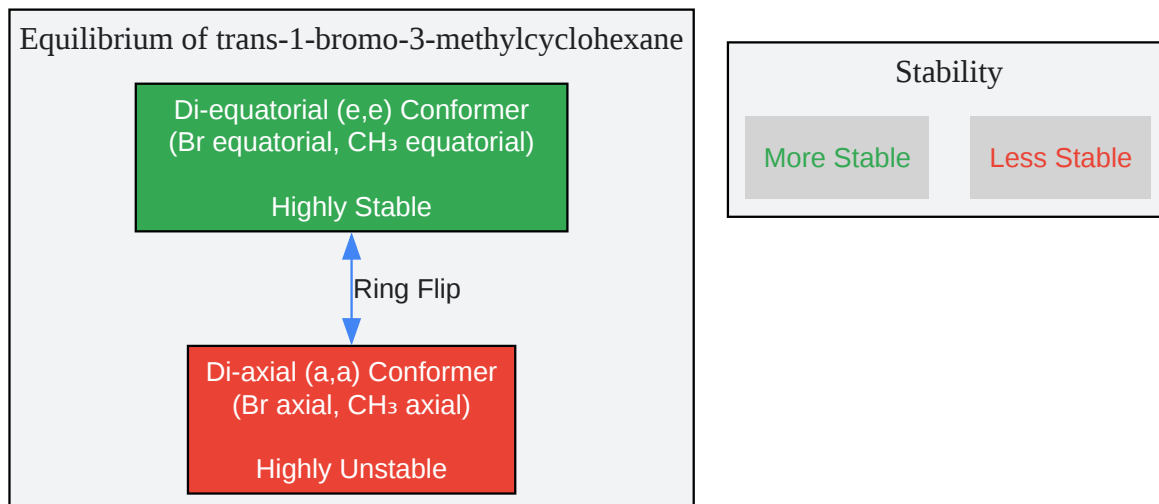 Equilibrium of trans-1-bromo-3-methylcyclohexane
Di-equatorial (e,e) Conformer
(Br equatorial, CH₃ equatorial)
Highly Stable
Ring Flip
Di-axial (a,a) Conformer
(Br axial, CH₃ axial)
Highly Unstable
Stability
More Stable
Less Stable